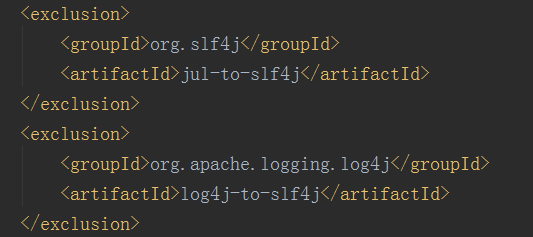 <exclusion>
    <groupId>org.slf4j</groupId>
    <artifactId>jul-to-slf4j</artifactId>
</exclusion>
<exclusion>
    <groupId>org.apache.logging.log4j</groupId>
    <artifactId>log4j-to-slf4j</artifactId>
</exclusion>